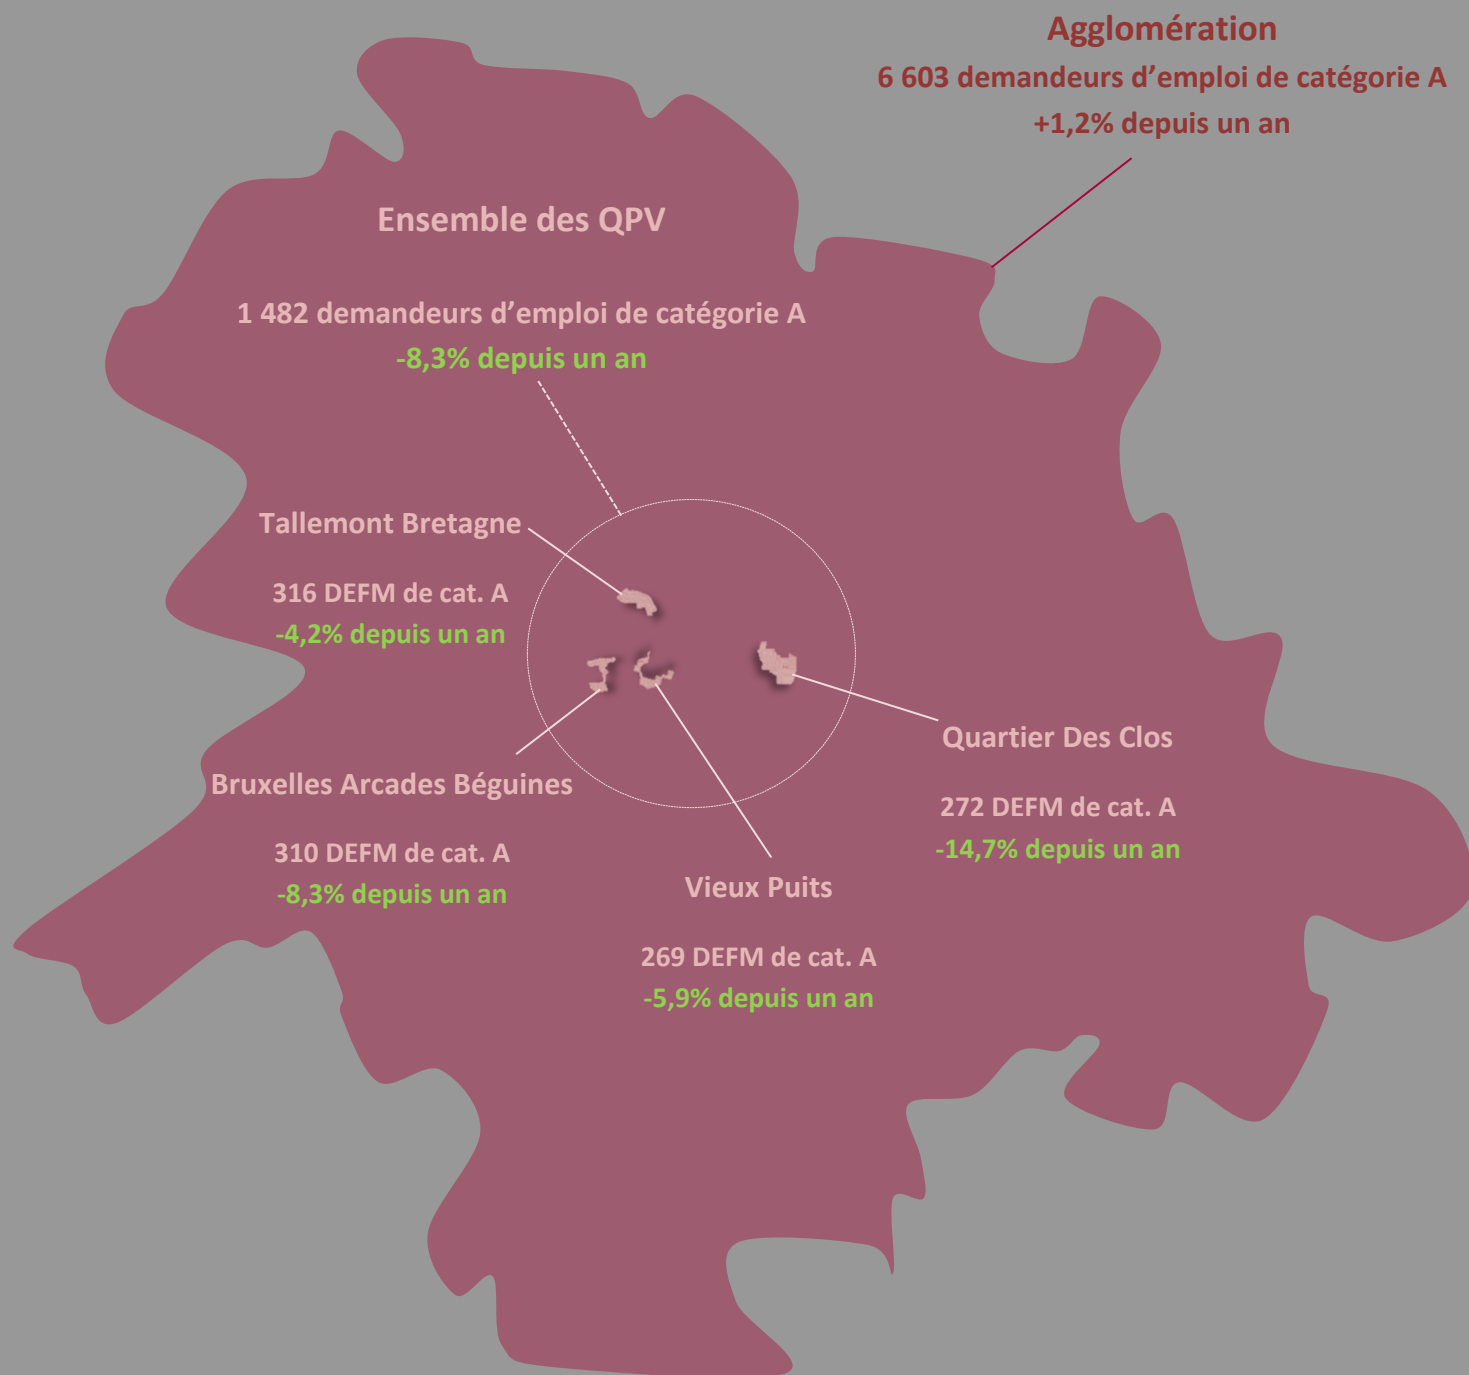 Agglomération
6 603 demandeurs d’emploi de catégorie A
+1,2% depuis un an
Ensemble des QPV
1 482 demandeurs d’emploi de catégorie A
-8,3% depuis un an
Tallemont Bretagne
316 DEFM de cat. A
-4,2% depuis un an
Bruxelles Arcades Béguines
310 DEFM de cat. A
-8,3% depuis un an
Vieux Puits
269 DEFM de cat. A
-5,9% depuis un an
Quartier Des Clos
272 DEFM de cat. A
-14,7% depuis un an